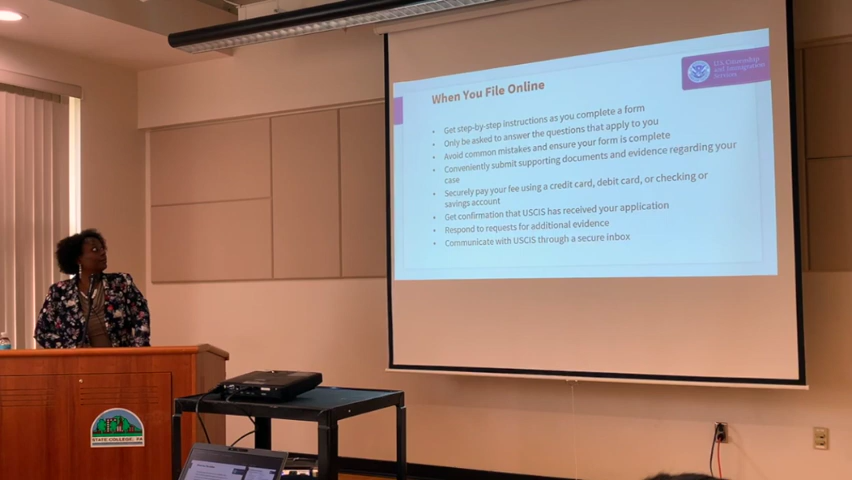 U.S. Citizenship
and Immigration
Services
When You File Online
• Get step-by-step instructions as you complete a form
• Only be asked to answer the questions that apply to you
• Avoid common mistakes and ensure your form is complete
• Conveniently submit supporting documents and evidence regarding your
case
• Securely pay your fee using a credit card, debit card, or checking or
savings account
• Get confirmation that USCIS has received your application
• Respond to requests for additional evidence
• Communicate with USCIS through a secure inbox
STATE COLLEGE, PA